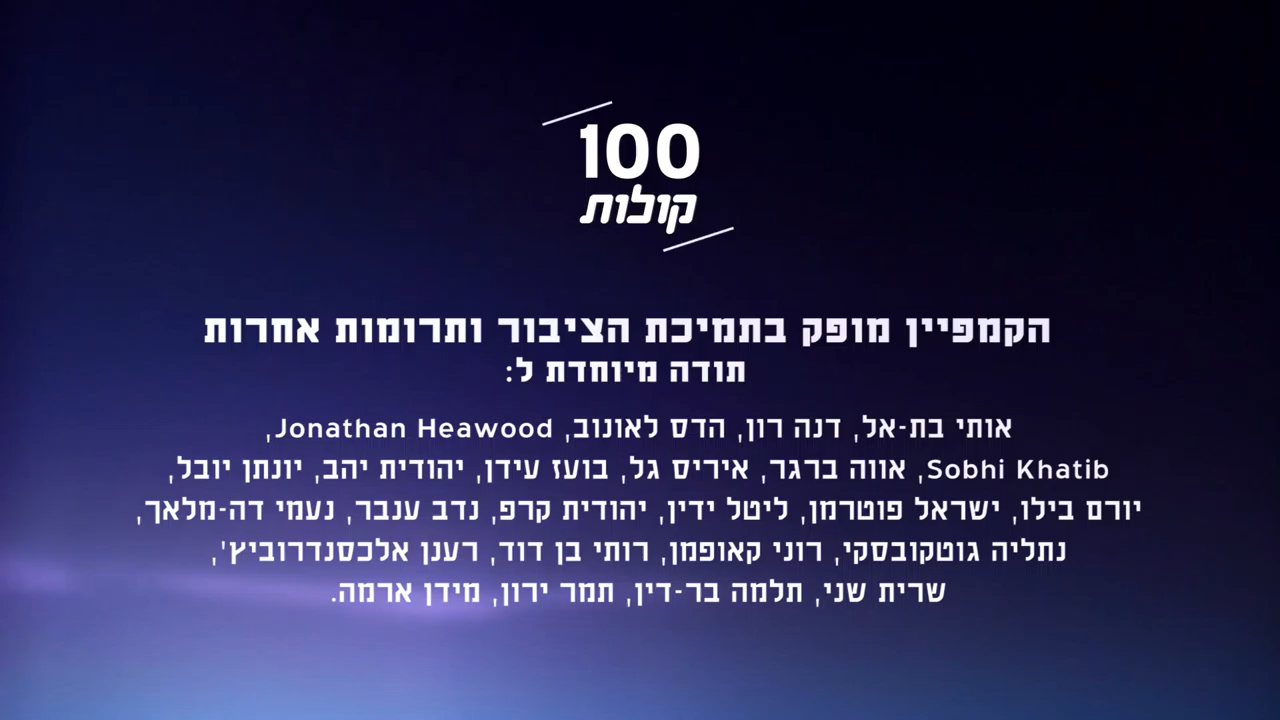 100
קולות
הקמפיין מופק בתמיכת הציבור ותרומות אחרות
תודה מיוחדת ל:
אותי בת-אל, דנה רון, הדס לאונוב, Jonathan Heawood,
Sobhi Khatib, אווה ברגר, איריס גל, בועז עידן, יהודית יהב, יונתן יובל,
יורם בילו, ישראל פוטרמן, ליטל ידין, יהודית קרפ, נדב ענבר, נעמי דה-מלאך,
נתליה גוטקובסקי, רוני קאופמן, רותי בן דוד, רענן אלכסנדרוביץ',
שרית שני, תלמה בר-דין, תמר ירון, מידן ארמה.